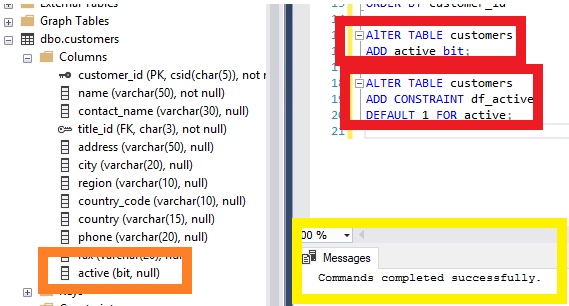 External Tables
Graph Tables
dbo.customers
Columns
customer_id (PK, csid(char(5)), not n
name (varchar(50), not null)
contact_name (varchar(30), null)
title_id (FK, char(3), not null)
address (varchar(50), null)
city (varchar(20), null)
region (varchar(10), null)
country_code (varchar(10), null)
country (varchar(15), null)
phone (varchar(20), null)
fax (varchar(20), null)
active (bit, null)
Keys
ORDER BY customer_id
AlTER TABLE customers
ADD active bit;
ALTER TABLE customers
ADD CONSTRAINT df_active
DEFAULT 1 FOR active;
21
00 %
Messages
Commands completed successfully.